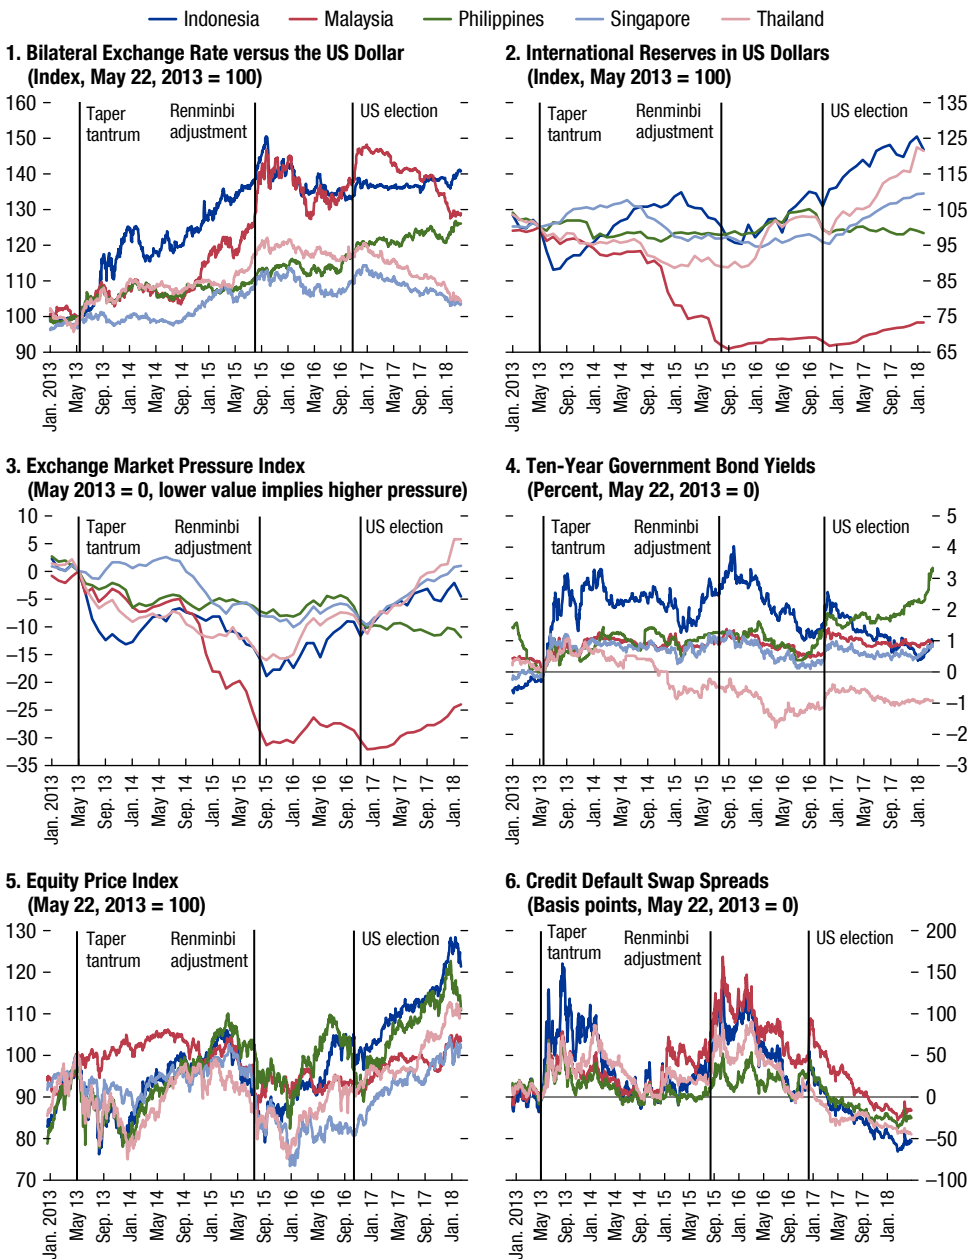 Indonesia Malaysia Philippines Singapore Thailand
1. Bilateral Exchange Rate versus the US Dollar
(Index, May 22, 2013 = 100)
160
150
140
130
120
110
100
90
Taper
tantrum
Renminbi
adjustment
US election
Jan. 2013
May 13
Sep. 13
Jan. 14
May 14
Sep. 14
Jan. 15
May 15
Sep. 15
Jan. 16
May 16
Sep. 16
Jan. 17
May 17
Sep. 17
Jan. 18
2. International Reserves in US Dollars
(Index, May 2013 = 100)
Taper
tantrum
Renminbi
adjustment
US election
135
125
115
105
95
85
75
65
Jan. 2013
May 13
Sep. 13
Jan. 14
May 14
Sep. 14
Jan. 15
May 15
Sep. 15
Jan. 16
May 16
Sep. 16
Jan. 17
May 17
Sep. 17
Jan. 18
3. Exchange Market Pressure Index
(May 2013 = 0, lower value implies higher pressure)
10
5
0
–5
–10
–15
–20
–25
–30
–35
Taper
tantrum
Renminbi
adjustment
US election
Jan. 2013
May 13
Sep. 13
Jan. 14
May 14
Sep. 14
Jan. 15
May 15
Sep. 15
Jan. 16
May 16
Sep. 16
Jan. 17
May 17
Sep. 17
Jan. 18
4. Ten-Year Government Bond Yields
(Percent, May 22, 2013 = 0)
Taper
tantrum
Renminbi
adjustment
US election
5
4
3
2
1
0
–1
–2
–3
Jan. 2013
May 13
Sep. 13
Jan. 14
May 14
Sep. 14
Jan. 15
May 15
Sep. 15
Jan. 16
May 16
Sep. 16
Jan. 17
May 17
Sep. 17
Jan. 18
5. Equity Price Index
(May 22, 2013 = 100)
130
120
110
100
90
80
70
Taper
tantrum
Renminbi
adjustment
US election
Jan. 2013
May 13
Sep. 13
Jan. 14
May 14
Sep. 14
Jan. 15
May 15
Sep. 15
Jan. 16
May 16
Sep. 16
Jan. 17
May 17
Sep. 17
Jan. 18
6. Credit Default Swap Spreads
(Basis points, May 22, 2013 = 0)
Taper
tantrum
Renminbi
adjustment
US election
200
150
100
50
0
–50
–100
Jan. 2013
May 13
Sep. 13
Jan. 14
May 14
Sep. 14
Jan. 15
May 15
Sep. 15
Jan. 16
May 16
Sep. 16
Jan. 17
May 17
Sep. 17
Jan. 18